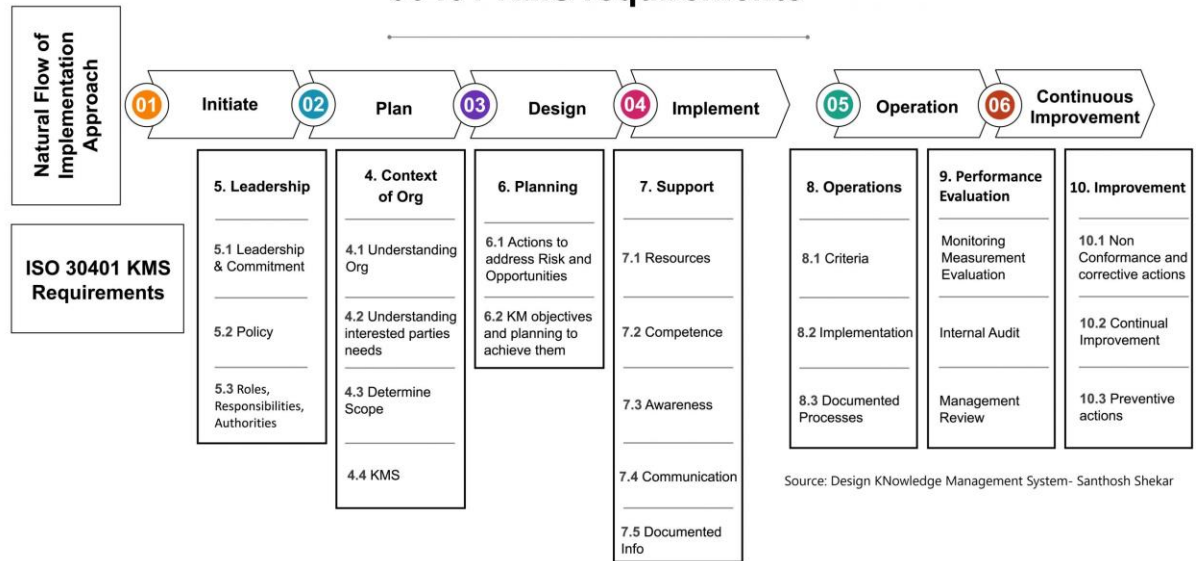 Natural Flow of
Implementation
Approach
01
Initiate
02
Plan
03
Design
04
Implement
05
Operation
06
Continuous
Improvement
ISO 30401 KMS
Requirements
5. Leadership
5.1 Leadership
& Commitment
5.2 Policy
5.3 Roles,
Responsibilities,
Authorities
4. Context
of Org
4.1 Understanding
Org
4.2 Understanding
interested parties
needs
4.3 Determine
Scope
4.4 KMS
6. Planning
6.1 Actions to
address Risk and
Opportunities
6.2 KM objectives
and planning to
achieve them
7. Support
7.1 Resources
7.2 Competence
7.3 Awareness
7.4 Communication
7.5 Documented
Info
8. Operations
8.1 Criteria
8.2 Implementation
8.3 Documented
Processes
9. Performance
Evaluation
Monitoring
Measurement
Evaluation
Internal Audit
Management
Review
10. Improvement
10.1 Non
Conformance and
corrective actions
10.2 Continual
Improvement
10.3 Preventive
actions
Source: Design KNowledge Management System- Santhosh Shekar